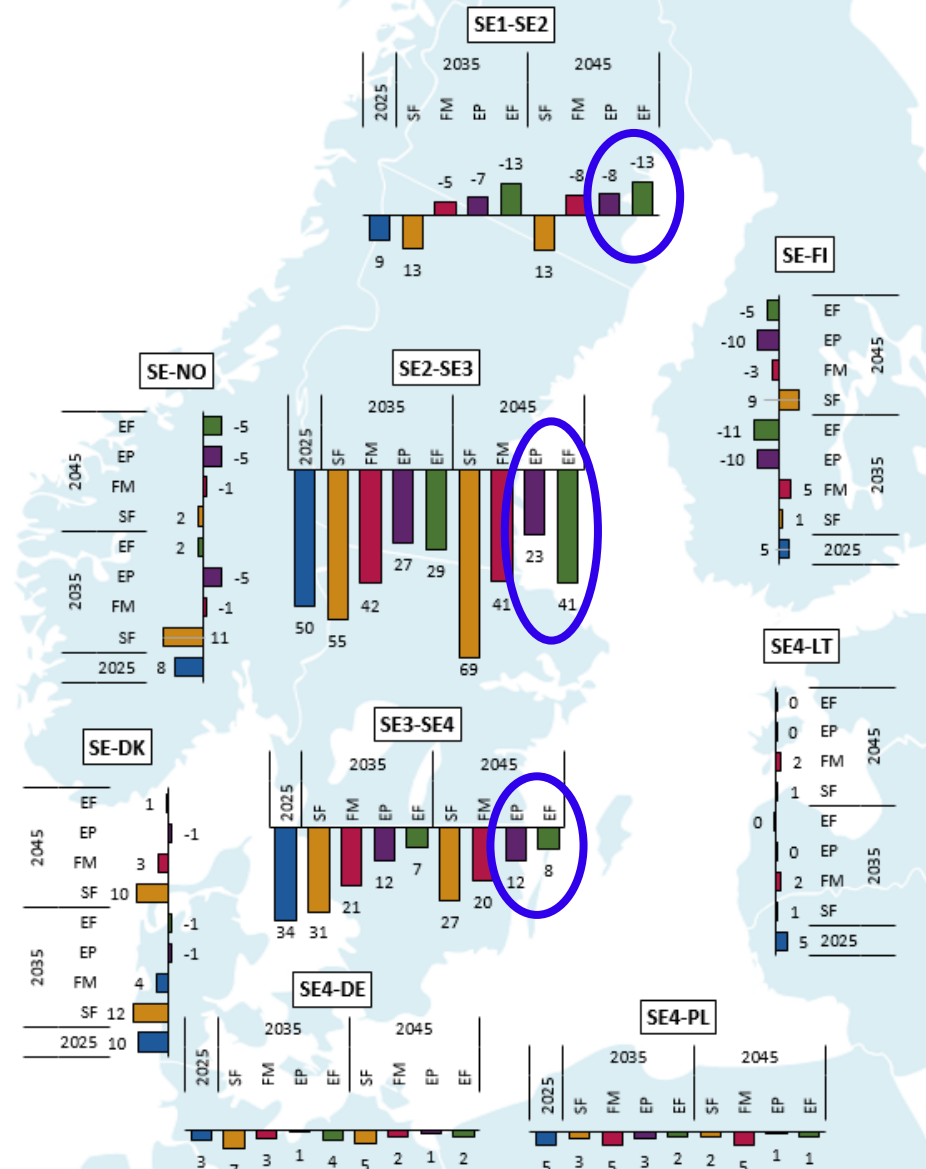 SE1-SE2
2035 2045
2025 SF FM EP EF SF FM EP EF
-5 -7 -13 -8 -8 -13
9 13 13
SE-FI
-5 EF
-10 EP
-3 FM
9 SF
2045
-11 EF
-10 EP
5 FM
1 SF
2035
5 2025
SE-NO
EF -5
EP -5
FM -1
SF 2
2045
EF 2
EP -5
FM -1
SF 11
2035
2025 8
SE2-SE3
2035 2045
2025 SF FM EP EF SF FM EP EF
50 55 42 27 29 69 41 23 41
SE4-LT
0 EF
0 EP
2 FM
1 SF
2045
0 EF
0 EP
2 FM
1 SF
2035
5 2025
SE-DK
EF 1
EP -1
FM 3
SF 10
2045
EF -1
EP -1
FM 4
SF 12
2035
2025 10
SE3-SE4
2035 2045
2025 SF FM EP EF SF FM EP EF
34 31 21 12 7 27 20 12 8
SE4-DE
2035 2045
2025 SF FM EP EF SF FM EP EF
3 7 3 1 4 5 2 1 2
SE4-PL
2035 2045
2025 SF FM EP EF SF FM EP EF
5 3 5 3 2 2 5 1 1